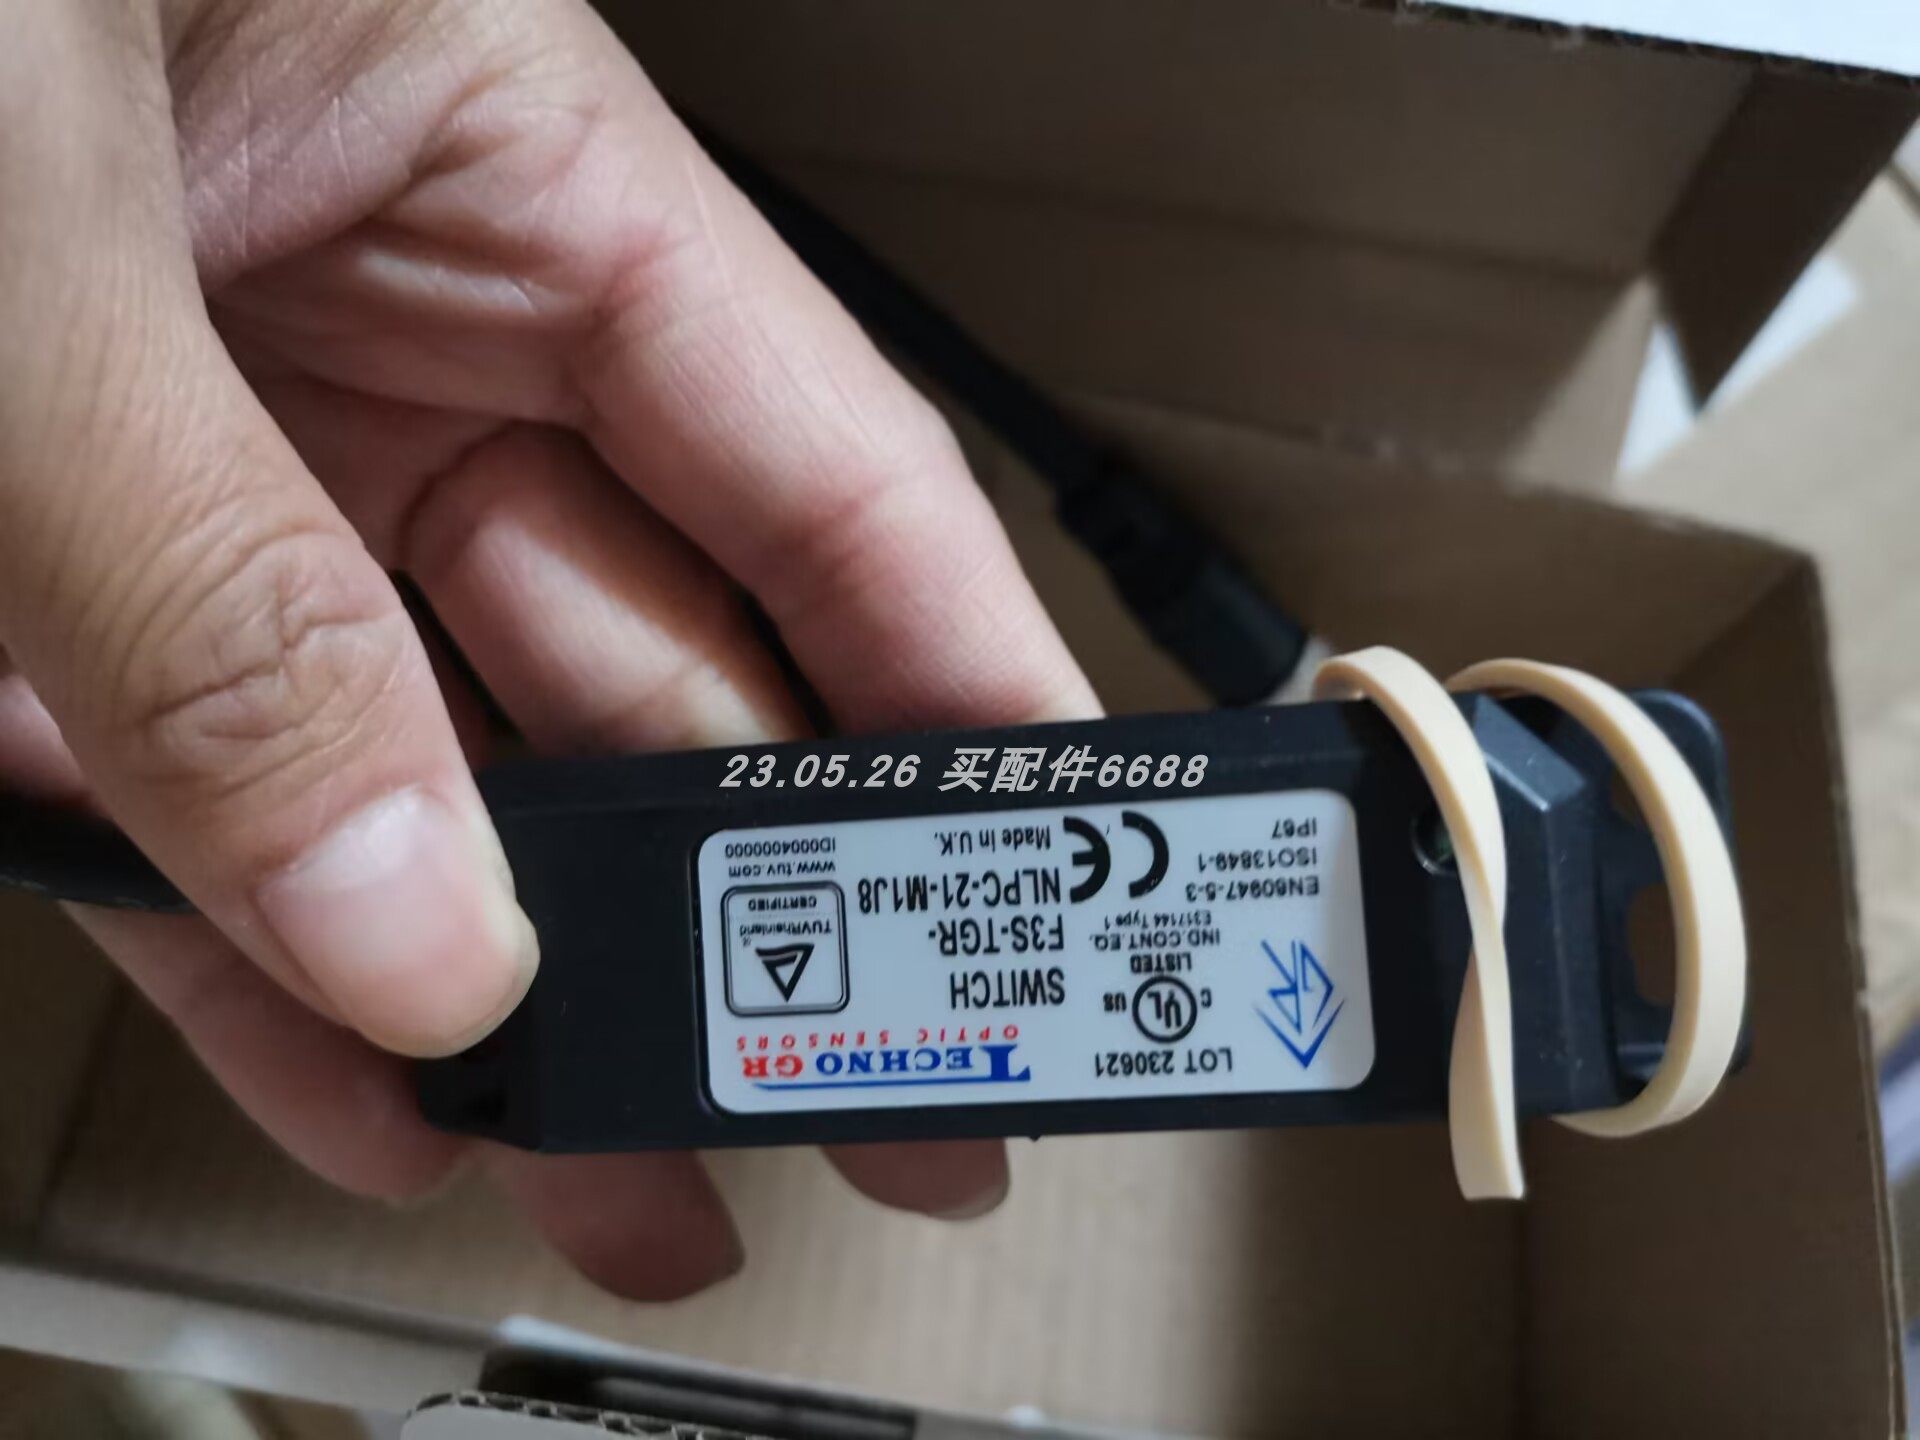 23.05.26 买配件6688
LOT 230621
C UL US
LISTED
IND.CONT.EQ.
E317144 Type 1
EN60947-5-3
ISO13849-1
IP67
CE
TECHNO GR
OPTIC SENSORS
SWITCH
F3S-TGR-
NLPC-21-M1J8
Made in U.K.
TUVRheinland
CERTIFIED
www.tuv.com
ID0004000000
GR